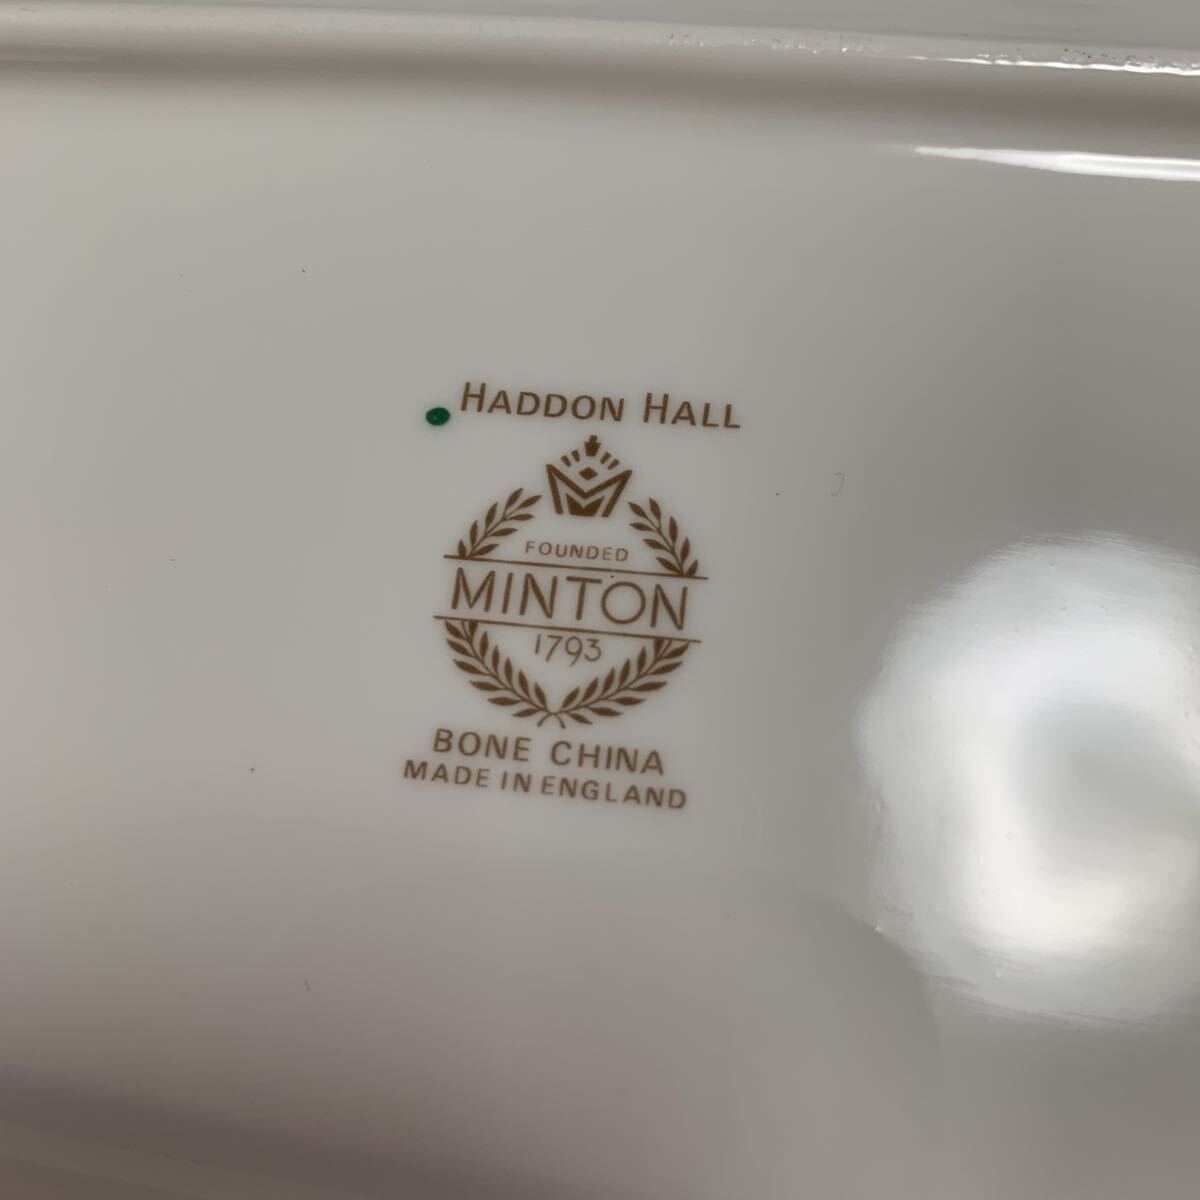 HADDON HALL
FOUNDED
MINTON
1793
BONE CHINA
MADE IN ENGLAND